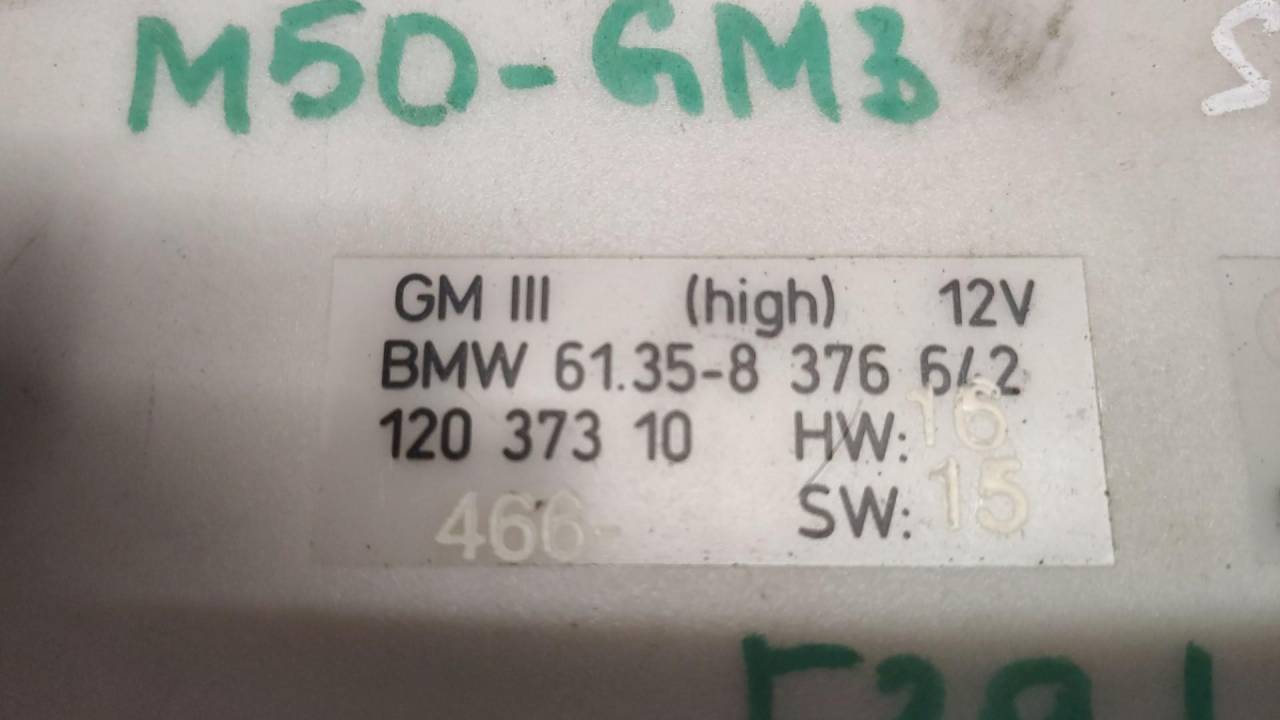 M50-GM3
GM III (high) 12V
BMW 61.35-8 376 642
120 373 10 HW: 16
466- SW: 15